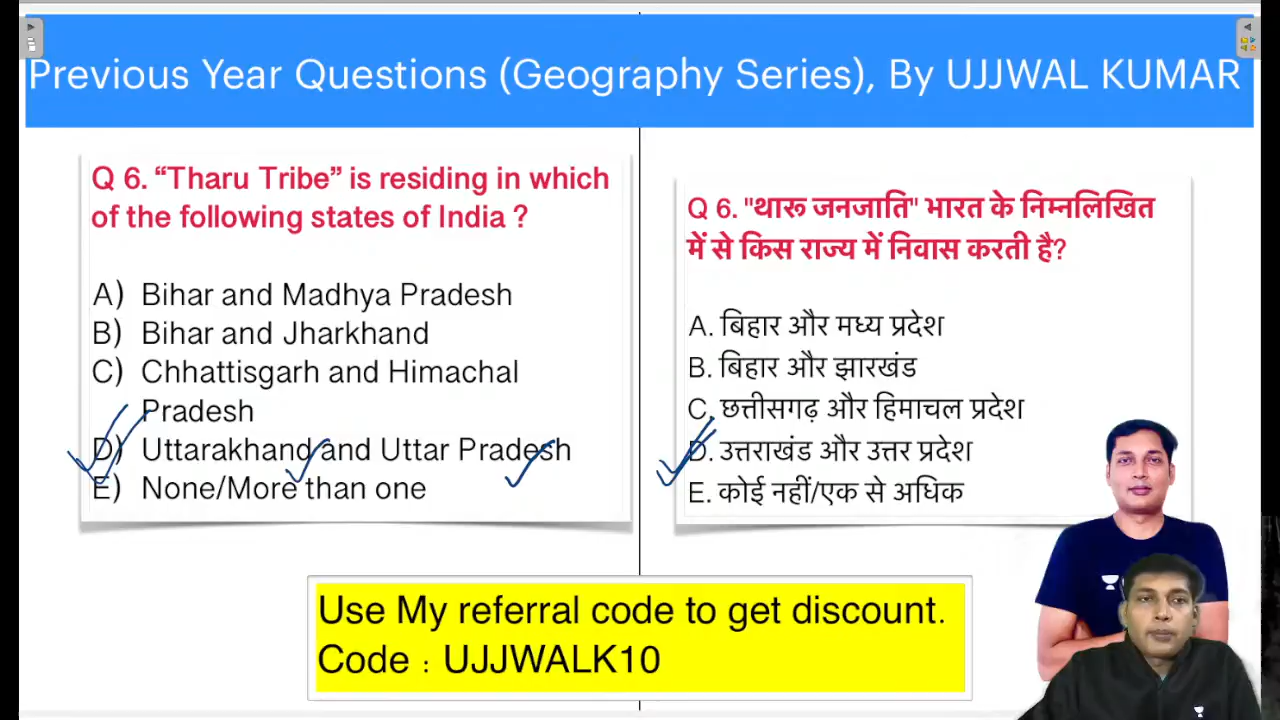 Previous Year Questions (Geography Series), By UJJWAL KUMAR
Q 6. “Tharu Tribe” is residing in which
of the following states of India ?
A) Bihar and Madhya Pradesh
B) Bihar and Jharkhand
C) Chhattisgarh and Himachal
Pradesh
D) Uttarakhand and Uttar Pradesh
E) None/More than one
Q 6. "थारू जनजाति" भारत के निम्नलिखित
में से किस राज्य में निवास करती है?
A. बिहार और मध्य प्रदेश
B. बिहार और झारखंड
C. छत्तीसगढ़ और हिमाचल प्रदेश
D. उत्तराखंड और उत्तर प्रदेश
E. कोई नहीं/एक से अधिक
Use My referral code to get discount.
Code : UJJWALK10